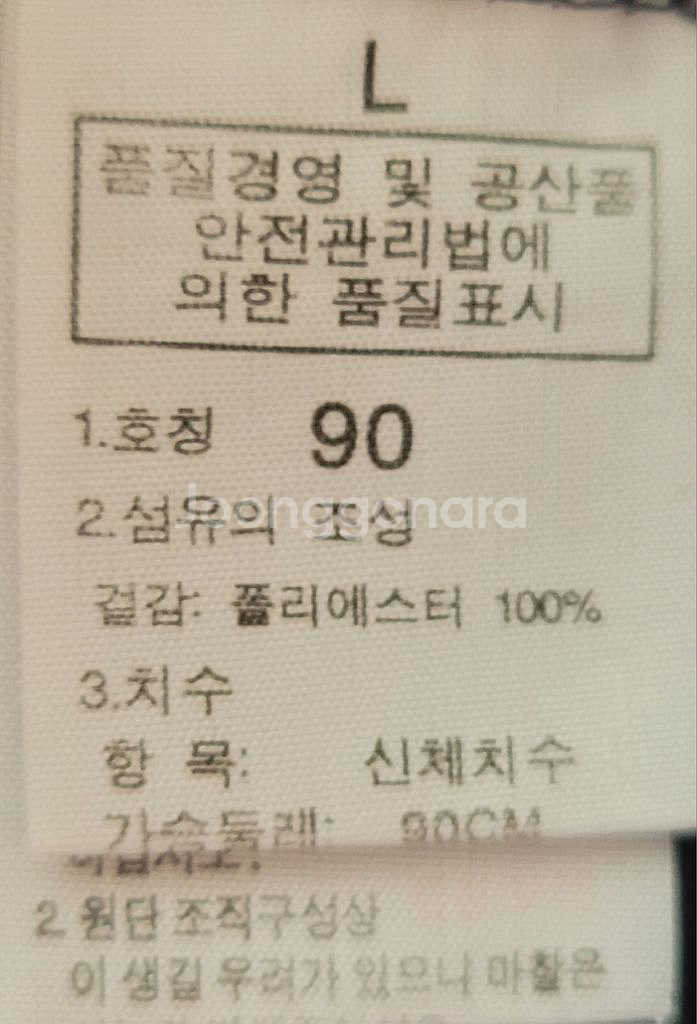 L
품질경영 및 공산품
안전관리법에
의한 품질표시
1.호칭 90
2.섬유의 조성
Joonggonara
겉감: 폴리에스터 100%
3.치수
항 목: 신체치수
가슴둘레: 90CM
2. 원단 조직구성상
이 생길 우려가 있으니 마찰은